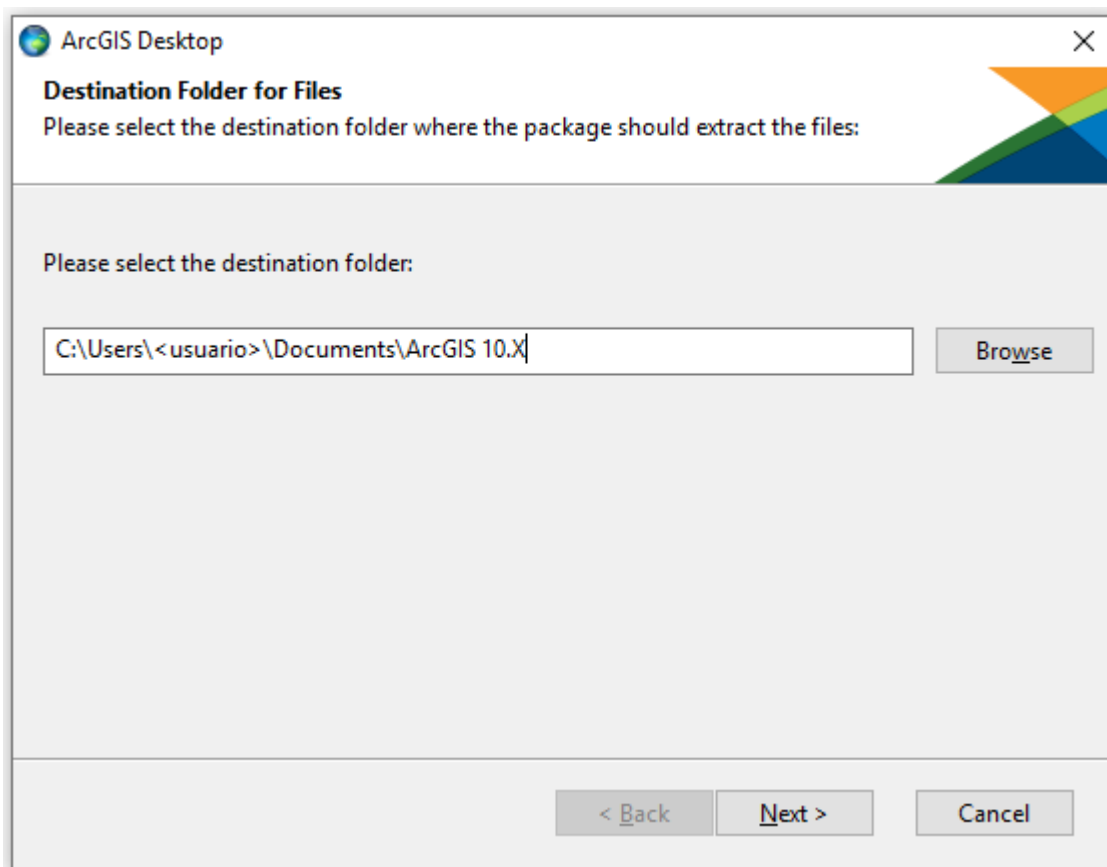 ArcGIS Desktop
Destination Folder for Files
Please select the destination folder where the package should extract the files:
Please select the destination folder:
C:\Users\<usuario>\Documents\ArcGIS 10.X
Browse
< Back
Next >
Cancel